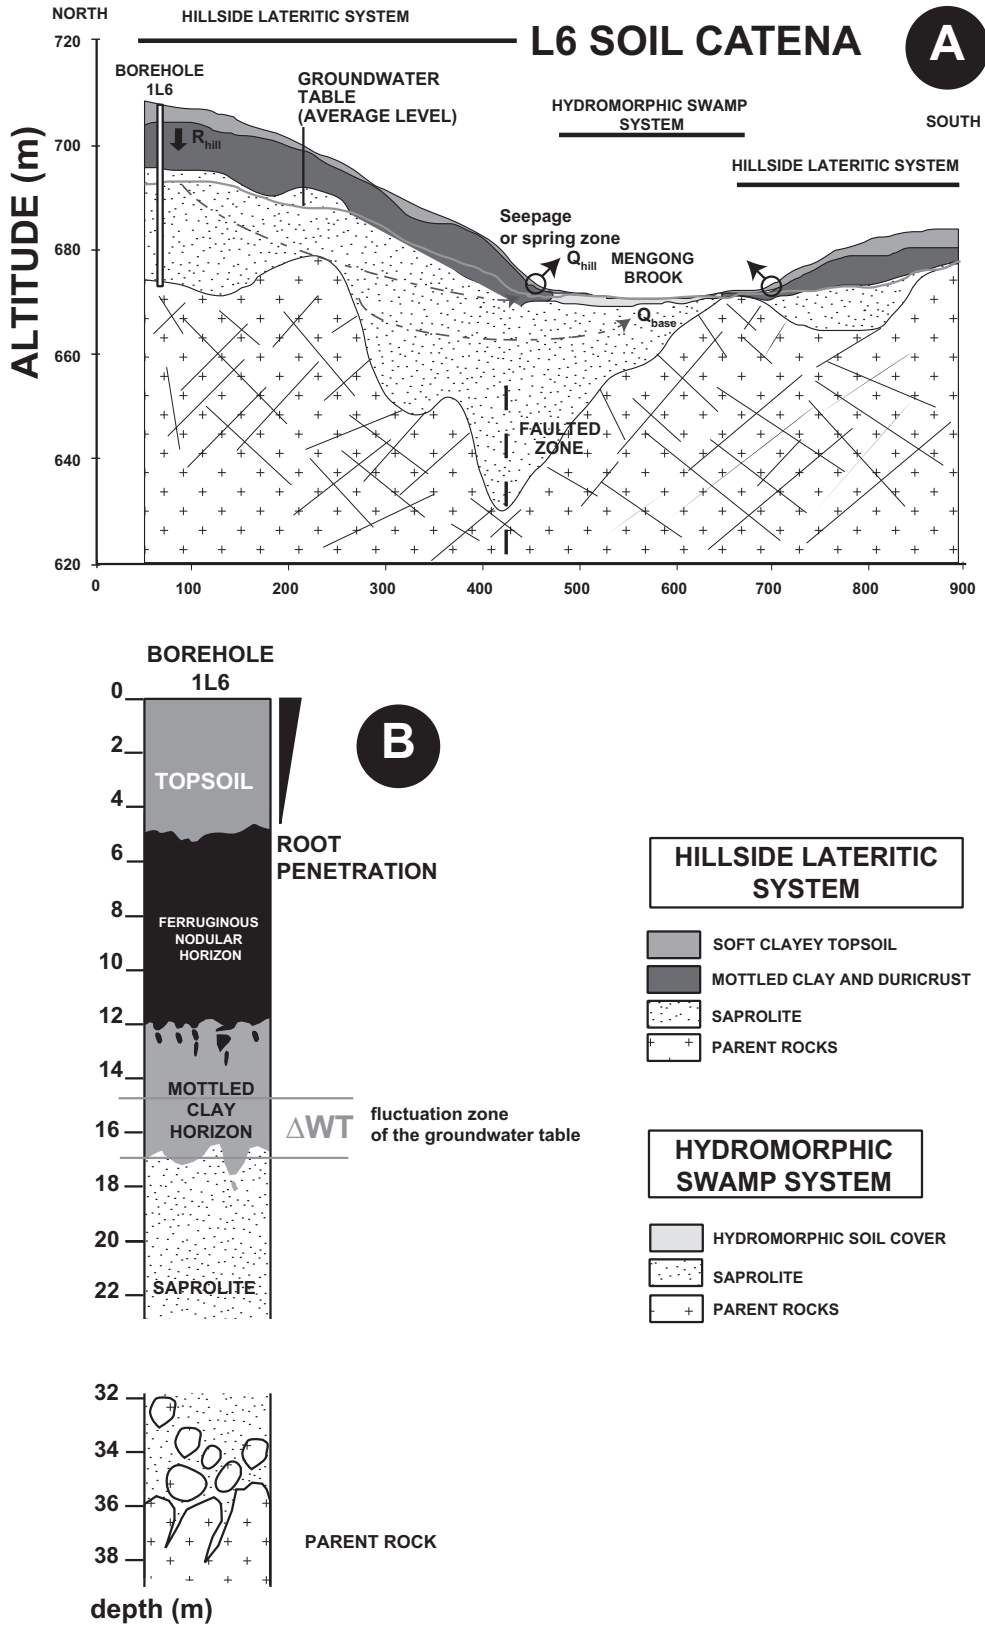 NORTH
HILLSIDE LATERITIC SYSTEM
L6 SOIL CATENA
A
720
BOREHOLE
1L6
GROUNDWATER
TABLE
(AVERAGE LEVEL)
HYDROMORPHIC SWAMP
SYSTEM
SOUTH
HILLSIDE LATERITIC SYSTEM
ALTITUDE (m)
700
Rhill
680
Seepage
or spring zone
Qhill
MENGONG
BROOK
Qbase
660
FAULTED
ZONE
640
620
0 100 200 300 400 500 600 700 800 900
BOREHOLE
1L6
B
0
2
TOPSOIL
4
ROOT
PENETRATION
6
8
FERRUGINOUS
NODULAR
HORIZON
10
12
14
MOTTLED
CLAY
HORIZON
16
ΔWT
fluctuation zone
of the groundwater table
18
20
22
SAPROLITE
32
34
36
38
PARENT ROCK
depth (m)
HILLSIDE LATERITIC
SYSTEM
SOFT CLAYEY TOPSOIL
MOTTLED CLAY AND DURICRUST
SAPROLITE
PARENT ROCKS
HYDROMORPHIC
SWAMP SYSTEM
HYDROMORPHIC SOIL COVER
SAPROLITE
PARENT ROCKS